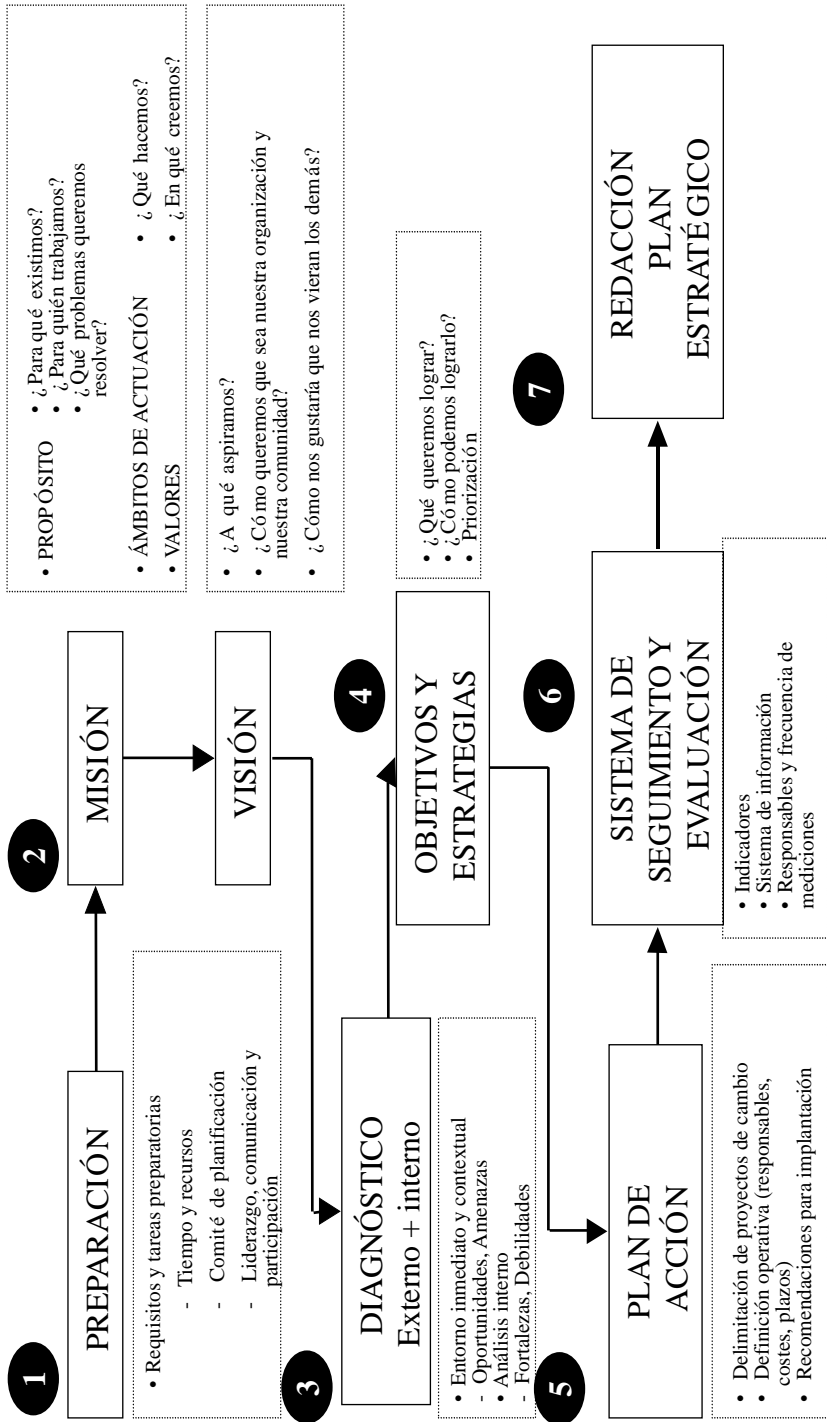 1
PREPARACIÓN
• Requisitos y tareas preparatorias
- Tiempo y recursos
- Comité de planificación
- Liderazgo, comunicación y
participación
2
MISIÓN
• PROPÓSITO
• ¿Para qué existimos?
• ¿Para quién trabajamos?
• ¿Qué problemas queremos
resolver?
• ÁMBITOS DE ACTUACIÓN
• ¿Qué hacemos?
• VALORES
• ¿En qué creemos?
VISIÓN
• ¿A qué aspiramos?
• ¿Cómo queremos que sea nuestra organización y
nuestra comunidad?
• ¿Cómo nos gustaría que nos vieran los demás?
3
DIAGNÓSTICO
Externo + interno
• Entorno inmediato y contextual
- Oportunidades, Amenazas
• Análisis interno
- Fortalezas, Debilidades
4
OBJETIVOS Y
ESTRATEGIAS
• ¿Qué queremos lograr?
• ¿Cómo podemos lograrlo?
• Priorización
5
PLAN DE
ACCIÓN
• Delimitación de proyectos de cambio
• Definición operativa (responsables,
costes, plazos)
• Recomendaciones para implantación
6
SISTEMA DE
SEGUIMIENTO Y
EVALUACIÓN
• Indicadores
• Sistema de información
• Responsables y frecuencia de
mediciones
7
REDACCIÓN
PLAN
ESTRATÉGICO